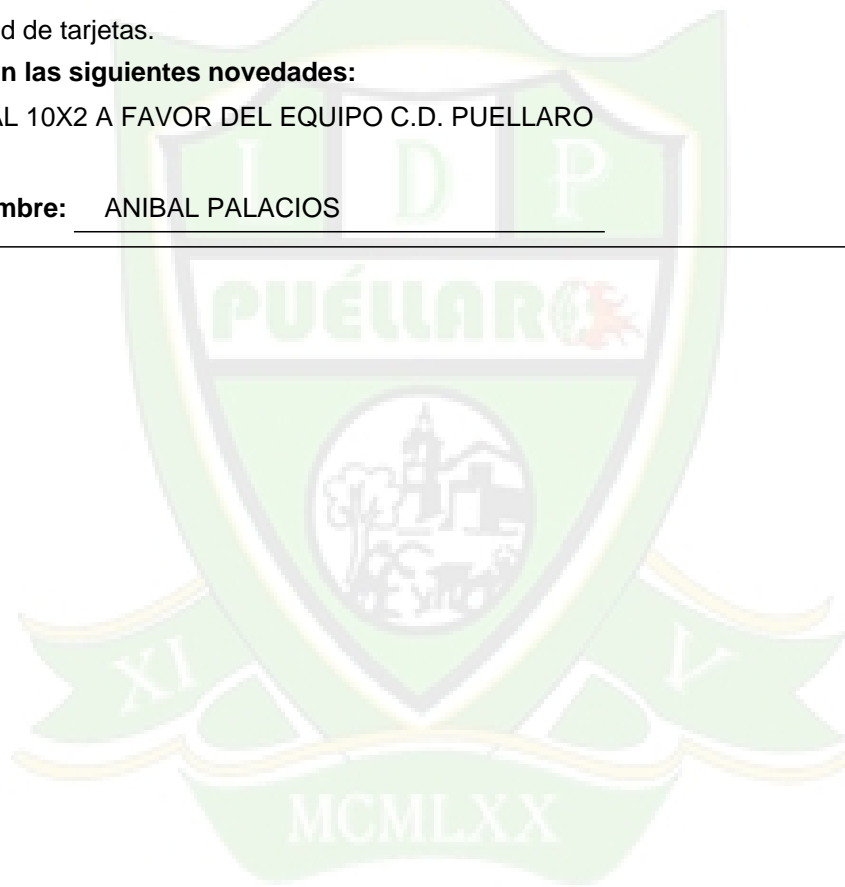 d de tarjetas.
n las siguientes novedades:
AL 10X2 A FAVOR DEL EQUIPO C.D. PUELLARO
mbre: ANIBAL PALACIOS
I D P
PUÉLLARO
XI V
MCMLXX